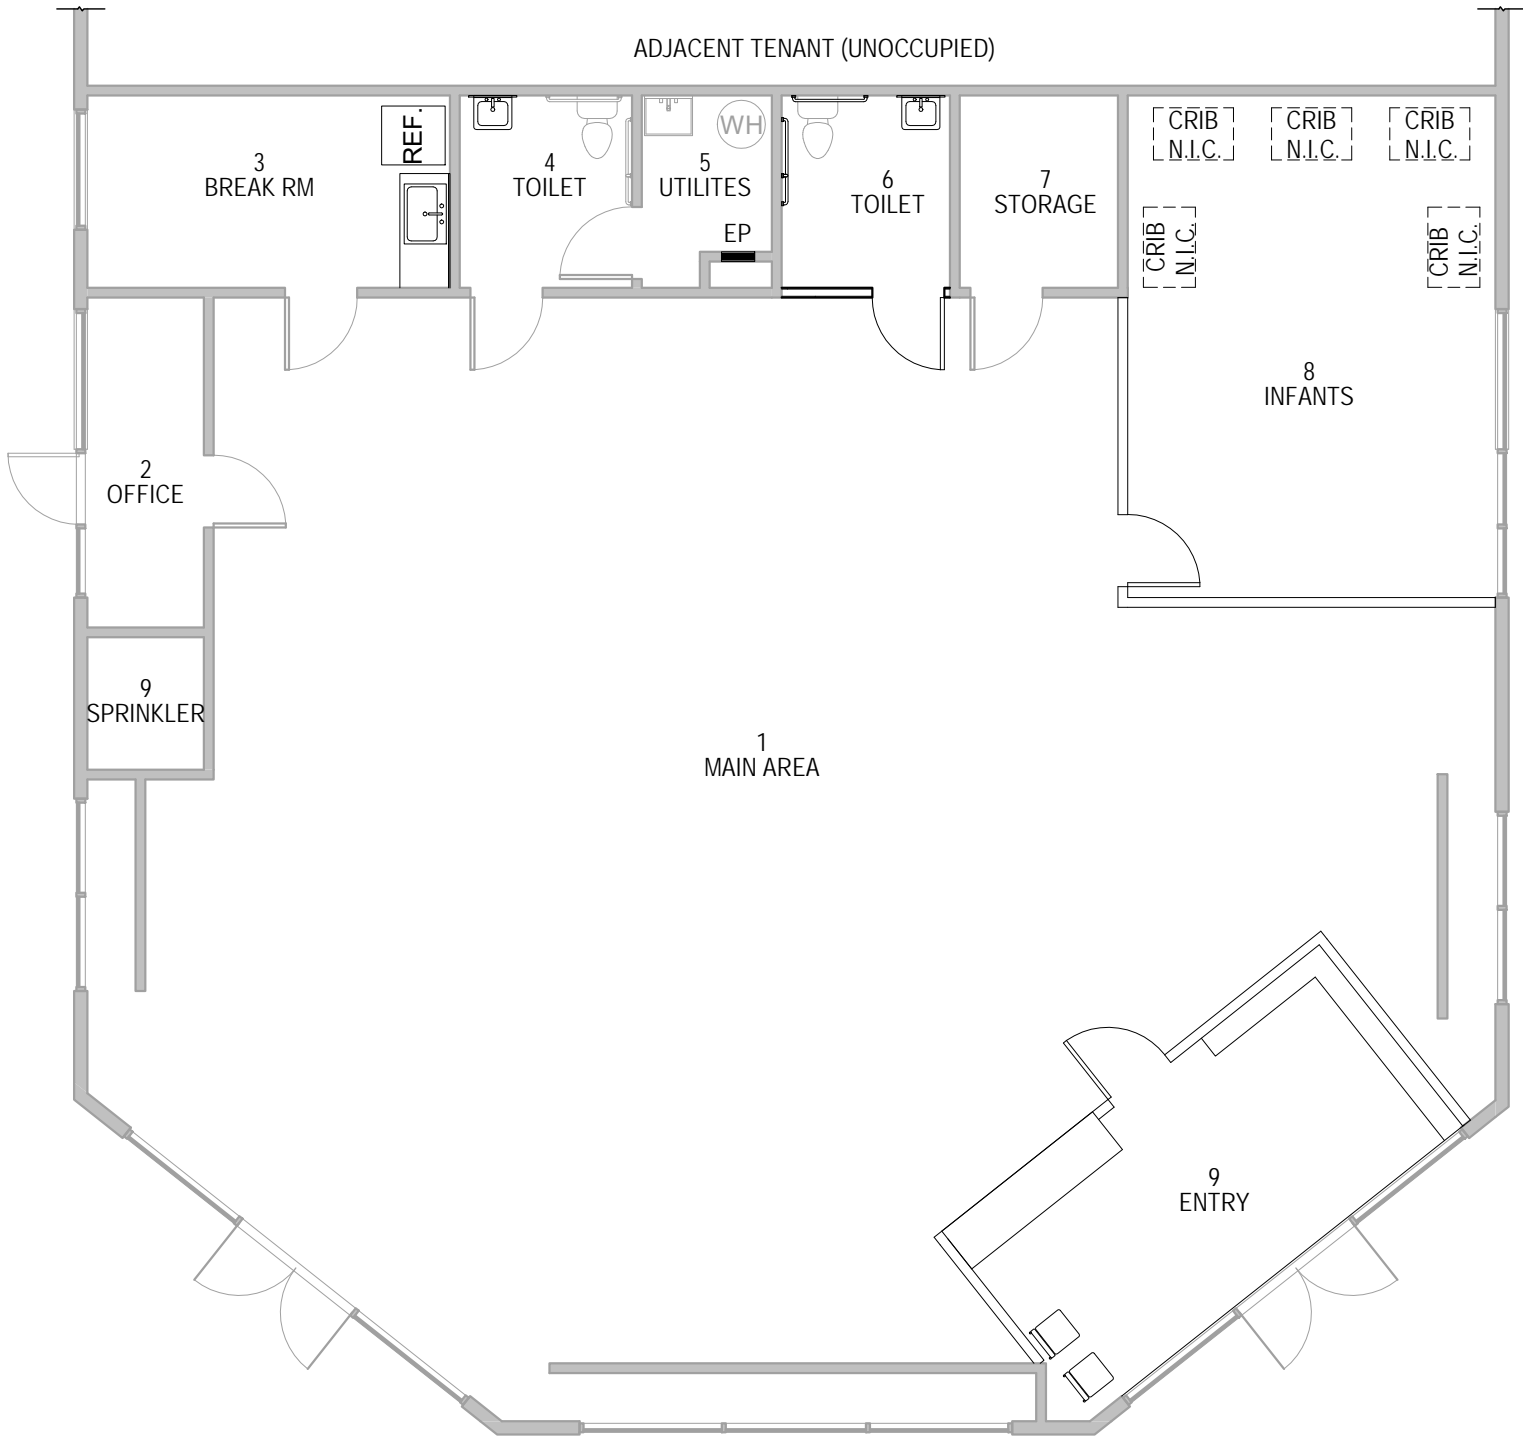 ADJACENT TENANT (UNOCCUPIED)
3
BREAK RM
REF.
4
TOILET
WH
5
UTILITES
EP
6
TOILET
7
STORAGE
CRIB
N.I.C.
CRIB
N.I.C.
CRIB
N.I.C.
CRIB
N.I.C.
CRIB
N.I.C.
8
INFANTS
2
OFFICE
9
SPRINKLER
1
MAIN AREA
9
ENTRY